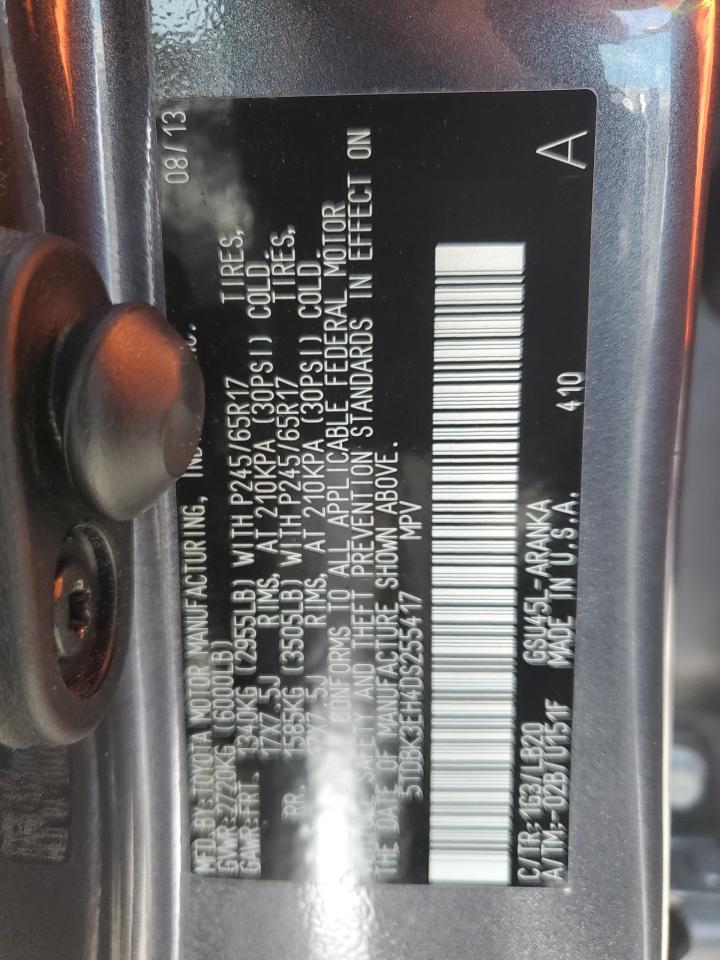 MFD.BY:TOYOTA MOTOR MANUFACTURING, 08/13
GVWR:2720KG (6000LB)
GAWR:FRT. 1340KG (2955LB) WITH P245/65R17 TIRES,
17X7.5J RIMS, AT 210KPA (30PSI) COLD.
RR. 1585KG (3505LB) WITH P245/65R17 TIRES,
17X7.5J RIMS, AT 210KPA (30PSI) COLD.
CONFORMS TO ALL APPLICABLE FEDERAL MOTOR
SAFETY AND THEFT PREVENTION STANDARDS IN EFFECT ON
THE DATE OF MANUFACTURE SHOWN ABOVE.
5TDBK3EH4DS255417 MPV
C/TR:1G3/LB20 GSU45L-ARANKA 410
A/TM:-02B/U151F MADE IN U.S.A. A